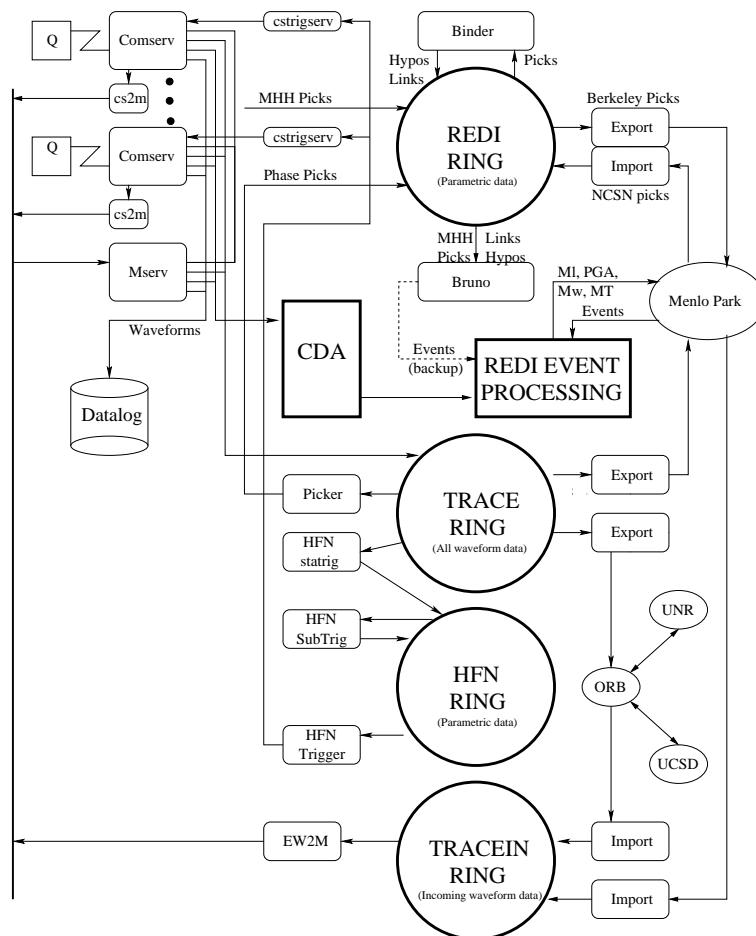 cstrigserv
Q
Comserv
Binder
Hypos
Links
Picks
cs2m
MHH Picks
REDI
RING
(Parametric data)
Berkeley Picks
Export
Q
Comserv
cstrigserv
Import
Phase Picks
NCSN picks
cs2m
MHH
Picks
Links
Hypos
Mserv
Bruno
Ml, PGA,
Mw, MT
Menlo Park
Events
Waveforms
CDA
Events
(backup)
REDI EVENT
PROCESSING
Datalog
Picker
TRACE
RING
(All waveform data)
Export
Export
HFN
statrig
HFN
SubTrig
UNR
HFN
RING
(Parametric data)
ORB
HFN
Trigger
UCSD
EW2M
TRACEIN
RING
(Incoming waveform data)
Import
Import